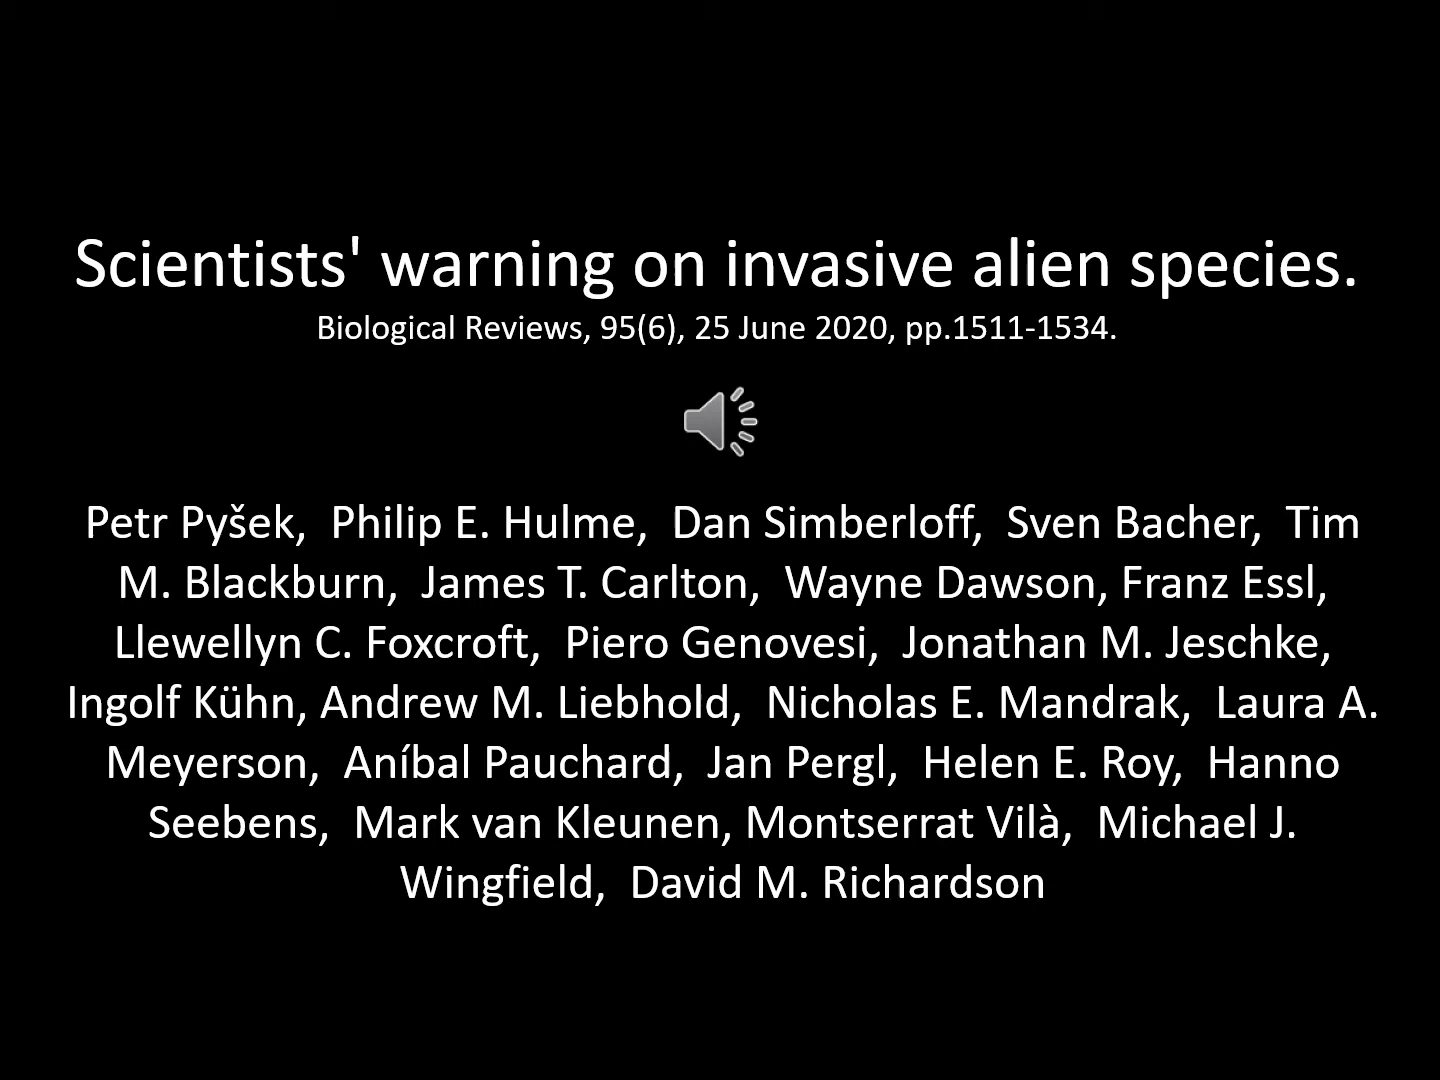 Scientists' warning on invasive alien species.
Biological Reviews, 95(6), 25 June 2020, pp.1511-1534.
Petr Pyšek, Philip E. Hulme, Dan Simberloff, Sven Bacher, Tim
M. Blackburn, James T. Carlton, Wayne Dawson, Franz Essl,
Llewellyn C. Foxcroft, Piero Genovesi, Jonathan M. Jeschke,
Ingolf Kühn, Andrew M. Liebhold, Nicholas E. Mandrak, Laura A.
Meyerson, Aníbal Pauchard, Jan Pergl, Helen E. Roy, Hanno
Seebens, Mark van Kleunen, Montserrat Vilà, Michael J.
Wingfield, David M. Richardson